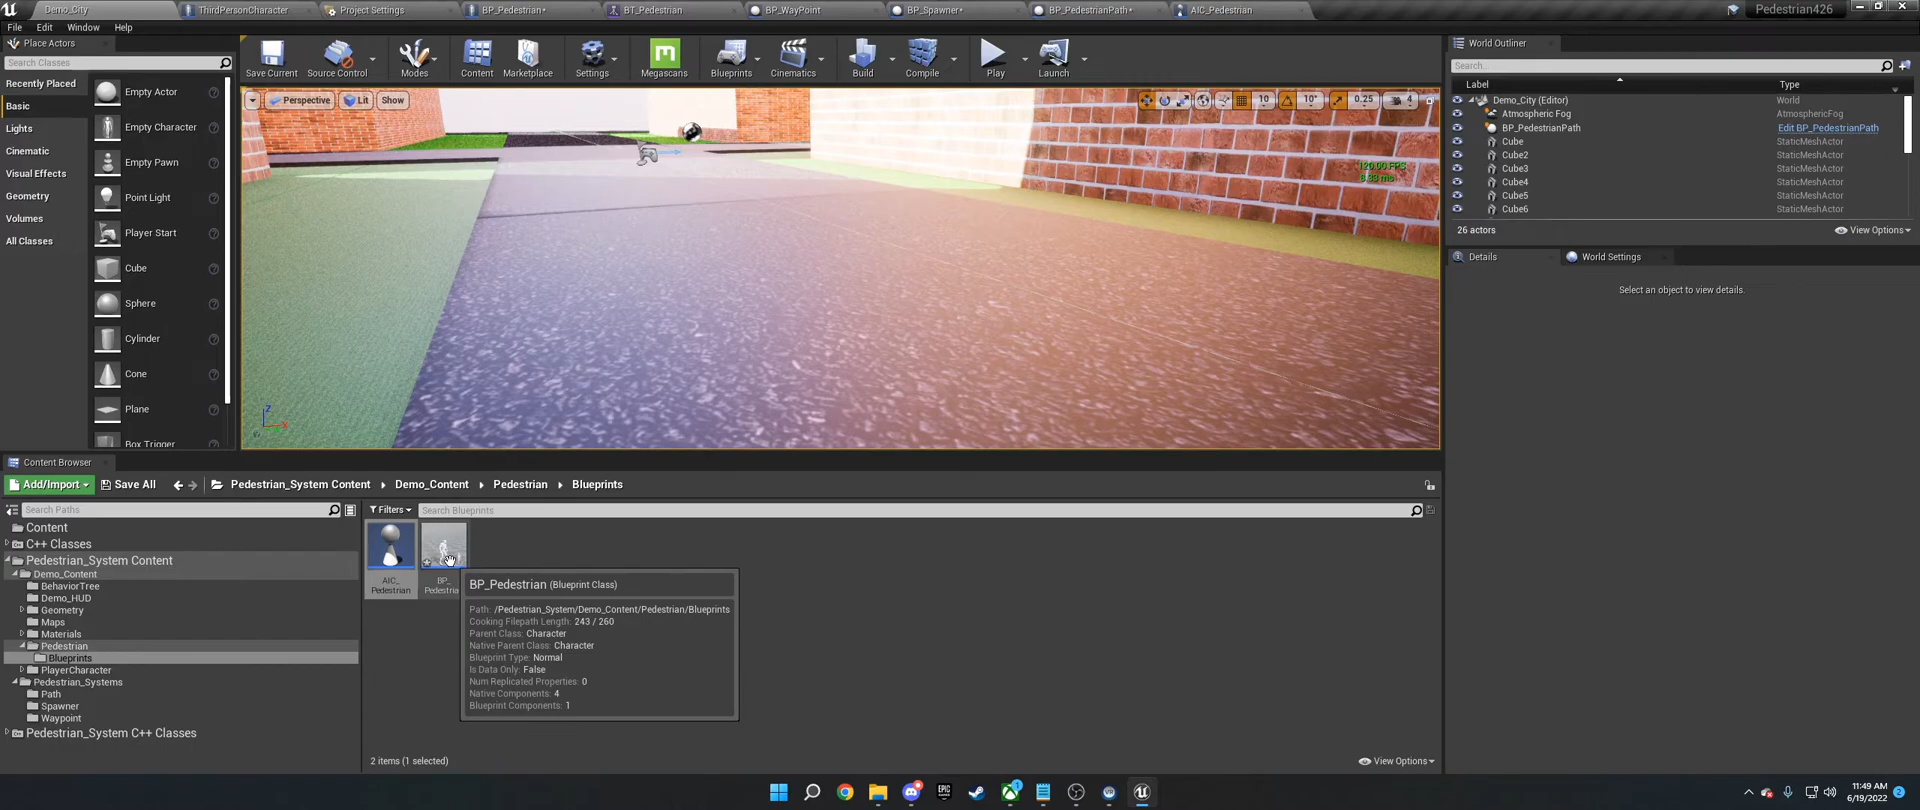 Demo_City
ThirdPersonCharacter
Project Settings
BP_Pedestrian*
BT_Pedestrian
BP_WayPoint
BP_Spawner*
BP_PedestrianPath*
AIC_Pedestrian
Pedestrian426
File Edit Window Help
Place Actors
Search Classes
Recently Placed
Basic
Lights
Cinematic
Visual Effects
Geometry
Volumes
All Classes
Empty Actor
Empty Character
Empty Pawn
Point Light
Player Start
Cube
Sphere
Cylinder
Cone
Plane
Box Trigger
Save Current
Source Control
Modes
Content
Marketplace
Settings
Megascans
Blueprints
Cinematics
Build
Compile
Play
Launch
Perspective
Lit
Show
10
10°
0.25
4
120.00 FPS
8.33 ms
Z
X
World Outliner
Search...
Label Type
Demo_City (Editor) World
Atmospheric Fog AtmosphericFog
BP_PedestrianPath Edit BP_PedestrianPath
Cube StaticMeshActor
Cube2 StaticMeshActor
Cube3 StaticMeshActor
Cube4 StaticMeshActor
Cube5 StaticMeshActor
Cube6 StaticMeshActor
26 actors
View Options
Details
World Settings
Select an object to view details.
Content Browser
Add/Import
Save All
Pedestrian_System Content
Demo_Content
Pedestrian
Blueprints
Search Paths
Filters
Search Blueprints
Content
C++ Classes
Pedestrian_System Content
Demo_Content
BehaviorTree
Demo_HUD
Geometry
Maps
Materials
Pedestrian
Blueprints
PlayerCharacter
Pedestrian_Systems
Path
Spawner
Waypoint
Pedestrian_System C++ Classes
AIC_
Pedestrian
BP_
Pedestria
BP_Pedestrian (Blueprint Class)
Path: /Pedestrian_System/Demo_Content/Pedestrian/Blueprints
Cooking Filepath Length: 243 / 260
Parent Class: Character
Native Parent Class: Character
Blueprint Type: Normal
Is Data Only: False
Num Replicated Properties: 0
Native Components: 4
Blueprint Components: 1
2 items (1 selected)
View Options
11:49 AM
6/19/2022
2